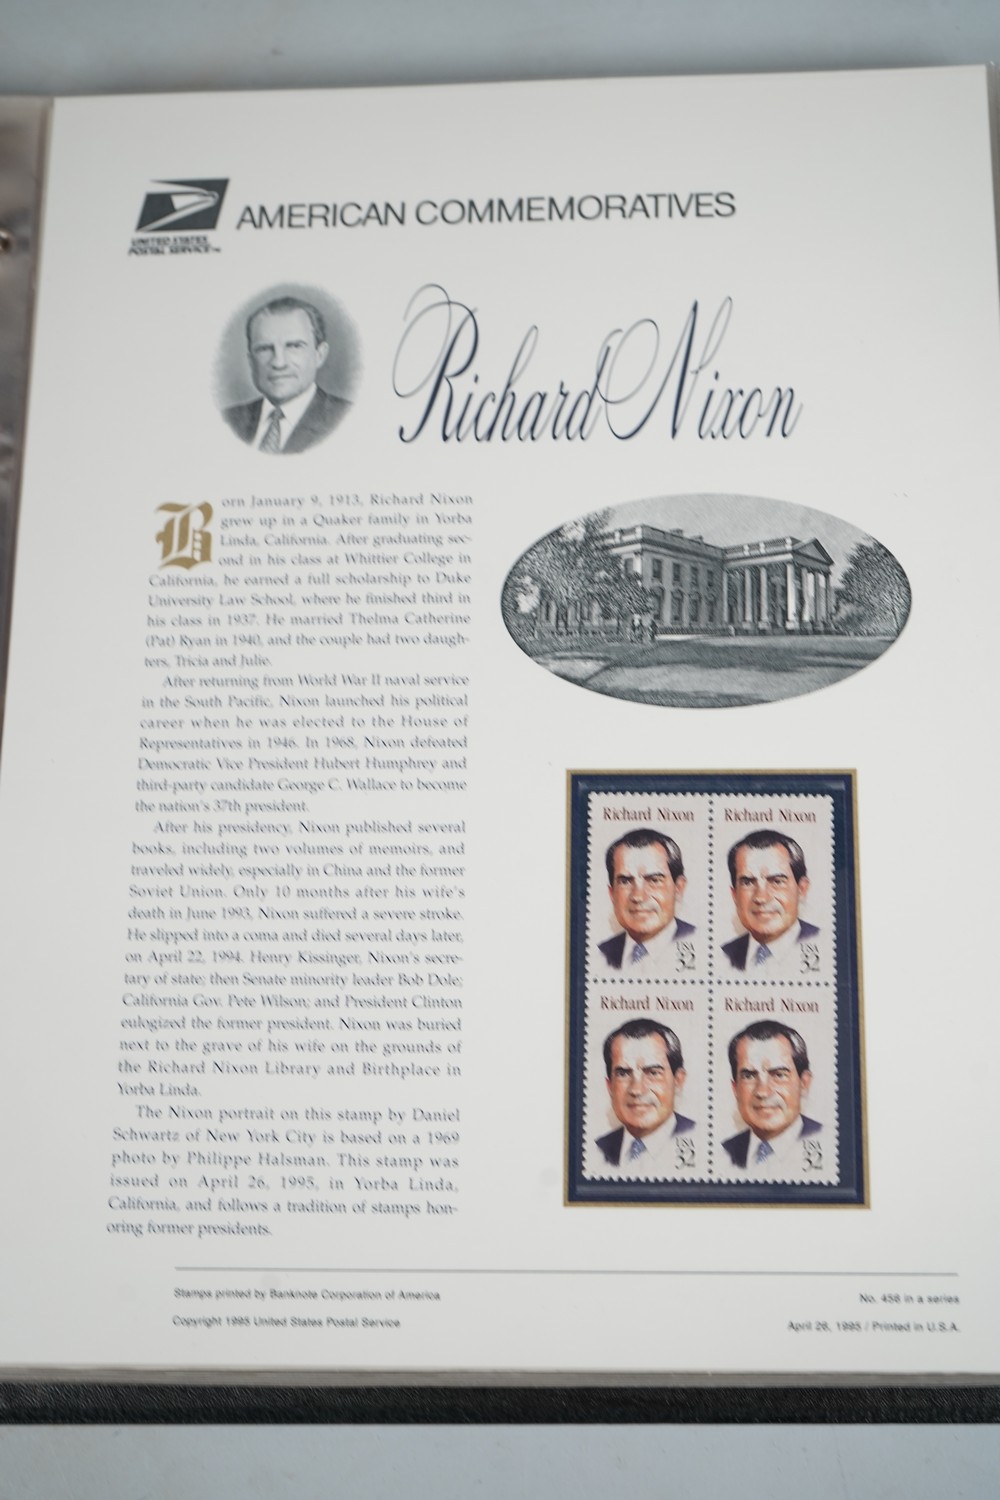 UNITED STATES
POSTAL SERVICE™
AMERICAN COMMEMORATIVES
Richard Nixon
Born January 9, 1913, Richard Nixon
grew up in a Quaker family in Yorba
Linda, California. After graduating sec-
ond in his class at Whittier College in
California, he earned a full scholarship to Duke
University Law School, where he finished third in
his class in 1937. He married Thelma Catherine
(Pat) Ryan in 1940, and the couple had two daugh-
ters, Tricia and Julie.
After returning from World War II naval service
in the South Pacific, Nixon launched his political
career when he was elected to the House of
Representatives in 1946. In 1968, Nixon defeated
Democratic Vice President Hubert Humphrey and
third-party candidate George C. Wallace to become
the nation's 37th president.
After his presidency, Nixon published several
books, including two volumes of memoirs, and
traveled widely, especially in China and the former
Soviet Union. Only 10 months after his wife's
death in June 1993, Nixon suffered a severe stroke.
He slipped into a coma and died several days later,
on April 22, 1994. Henry Kissinger, Nixon's secre-
tary of state; then Senate minority leader Bob Dole;
California Gov. Pete Wilson; and President Clinton
eulogized the former president. Nixon was buried
next to the grave of his wife on the grounds of
the Richard Nixon Library and Birthplace in
Yorba Linda.
The Nixon portrait on this stamp by Daniel
Schwartz of New York City is based on a 1969
photo by Philippe Halsman. This stamp was
issued on April 26, 1995, in Yorba Linda,
California, and follows a tradition of stamps hon-
oring former presidents.
Richard Nixon
USA
32
Richard Nixon
USA
32
Richard Nixon
USA
32
Richard Nixon
USA
32
Stamps printed by Banknote Corporation of America
Copyright 1995 United States Postal Service
No. 456 in a series
April 26, 1995 / Printed in U.S.A.